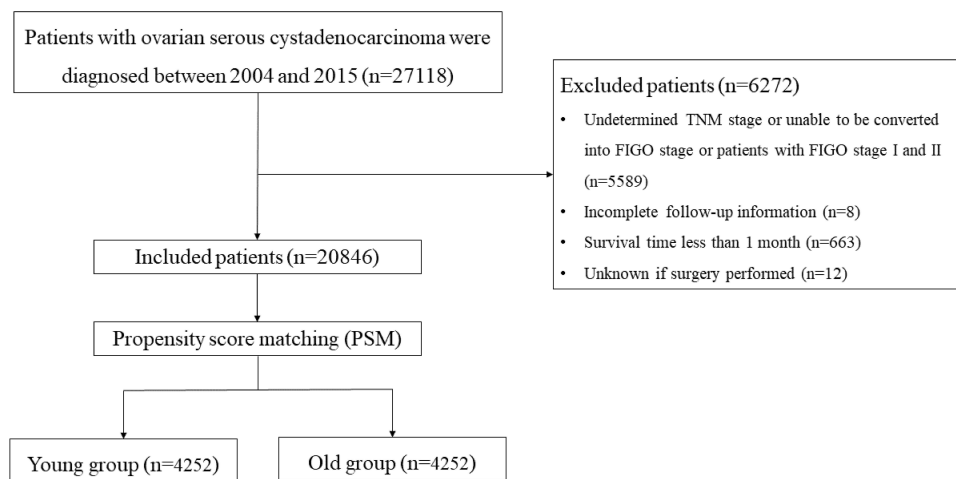 Patients with ovarian serous cystadenocarcinoma were
diagnosed between 2004 and 2015 (n=27118)
Excluded patients (n=6272)
• Undetermined TNM stage or unable to be converted
into FIGO stage or patients with FIGO stage I and II
(n=5589)
• Incomplete follow-up information (n=8)
• Survival time less than 1 month (n=663)
• Unknown if surgery performed (n=12)
Included patients (n=20846)
Propensity score matching (PSM)
Young group (n=4252)
Old group (n=4252)